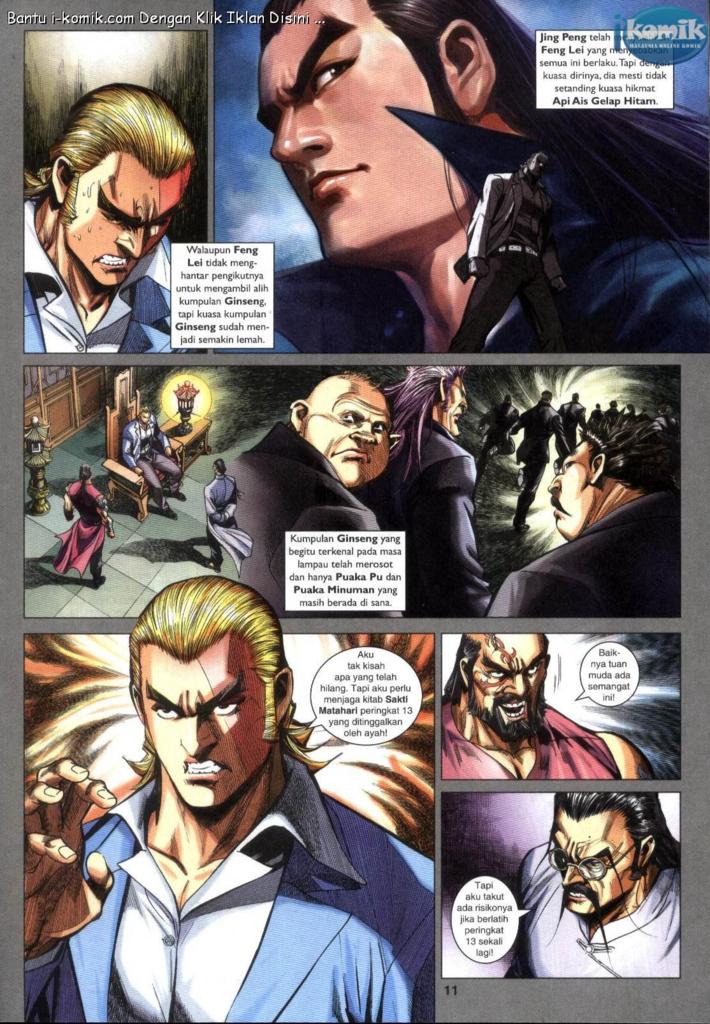 Bantu i-komik.com Dengan Klik Iklan Disini ...
ikomik
MALAYSIA ONLINE KOMIK
Jing Peng telah
Feng Lei yang
semua ini berlaku. Tapi dengan
kuasa dirinya, dia mesti tidak
setanding kuasa hikmat
Api Ais Gelap Hitam.
Walaupun Feng
Lei tidak meng-
hantar pengikutnya
untuk mengambil alih
kumpulan Ginseng,
tapi kuasa kumpulan
Ginseng sudah men-
jadi semakin lemah.
Kumpulan Ginseng yang
begitu terkenal pada masa
lampau telah merosot
dan hanya Puaka Pu dan
Puaka Minuman yang
masih berada di sana.
Aku
tak kisah
apa yang telah
hilang. Tapi aku perlu
menjaga kitab Sakti
Matahari peringkat 13
yang ditinggalkan
oleh ayah!
Baik-
nya tuan
muda ada
semangat
ini!
Tapi
aku takut
ada risikonya
jika berlatih
peringkat
13 sekali
lagi!
11